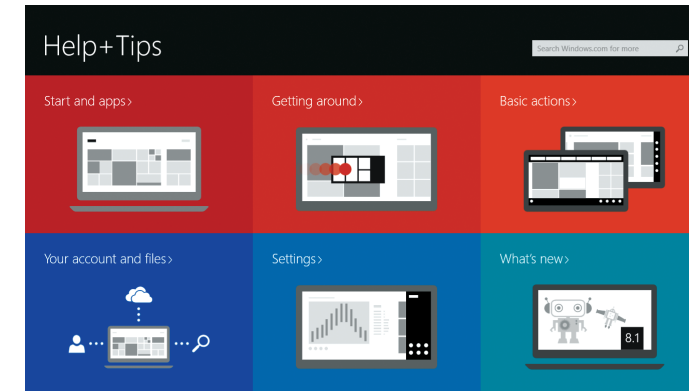 Help+Tips
Search Windows.com for more
Start and apps>
Getting around>
Basic actions>
Your account and files>
Settings>
What's new>
8.1